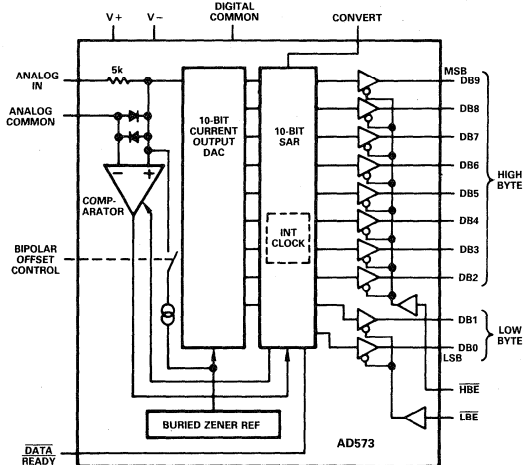 V+
V−
DIGITAL
COMMON
CONVERT
ANALOG
IN
5k
ANALOG
COMMON
10-BIT
CURRENT
OUTPUT
DAC
10-BIT
SAR
INT
CLOCK
− +
COMP-
ARATOR
BIPOLAR
OFFSET
CONTROL
MSB
DB9
DB8
DB7
DB6
DB5
DB4
DB3
DB2
HIGH
BYTE
DB1
DB0
LSB
LOW
BYTE
HBE
LBE
BURIED ZENER REF
AD573
DATA
READY